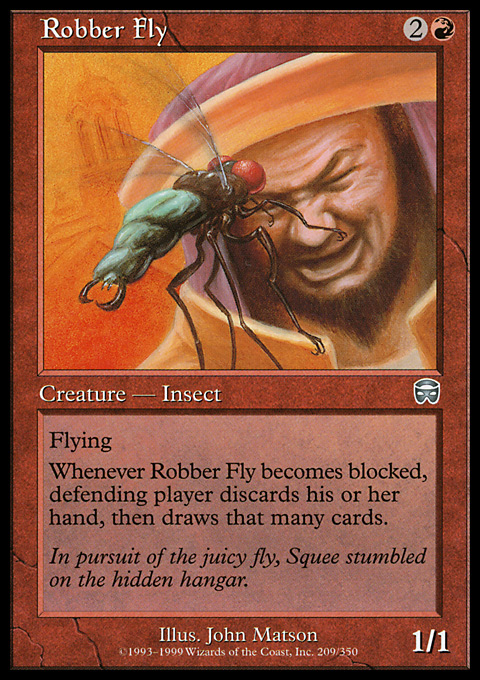 Robber Fly 2
Creature — Insect
Flying
Whenever Robber Fly becomes blocked,
defending player discards his or her
hand, then draws that many cards.
In pursuit of the juicy fly, Squee stumbled
on the hidden hangar.
Illus. John Matson
©1993–1999 Wizards of the Coast, Inc. 209/350
1/1